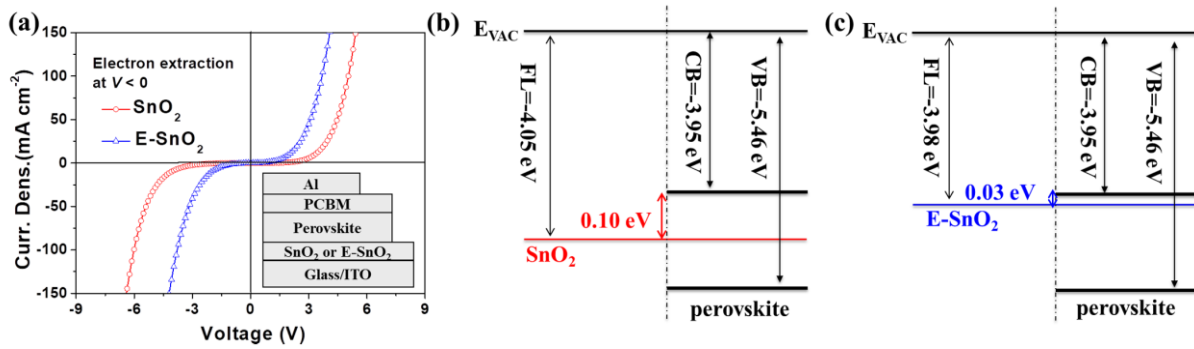 (a)
150
100
50
0
-50
-100
-150
Curr. Dens.(mA cm⁻²)
Electron extraction
at V < 0
SnO₂
E-SnO₂
Al
PCBM
Perovskite
SnO₂ or E-SnO₂
Glass/ITO
-9 -6 -3 0 3 6 9
Voltage (V)
(b)
E_VAC
FL=-4.05 eV
CB=-3.95 eV
VB=-5.46 eV
0.10 eV
SnO₂
perovskite
(c)
E_VAC
FL=-3.98 eV
CB=-3.95 eV
VB=-5.46 eV
0.03 eV
E-SnO₂
perovskite